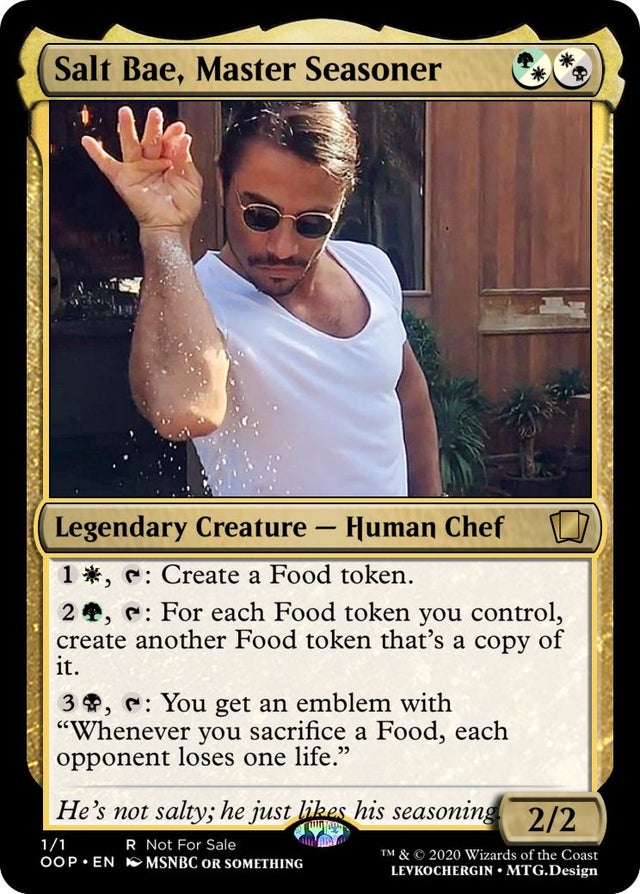 Salt Bae, Master Seasoner
Legendary Creature — Human Chef
1 , : Create a Food token.
2 , : For each Food token you control,
create another Food token that's a copy of
it.
3 , : You get an emblem with
“Whenever you sacrifice a Food, each
opponent loses one life.”
He's not salty; he just likes his seasoning.
2/2
1/1 R Not For Sale
OOP • EN MSNBC OR SOMETHING
™ & © 2020 Wizards of the Coast
LEVKOCHERGIN • MTG.Design